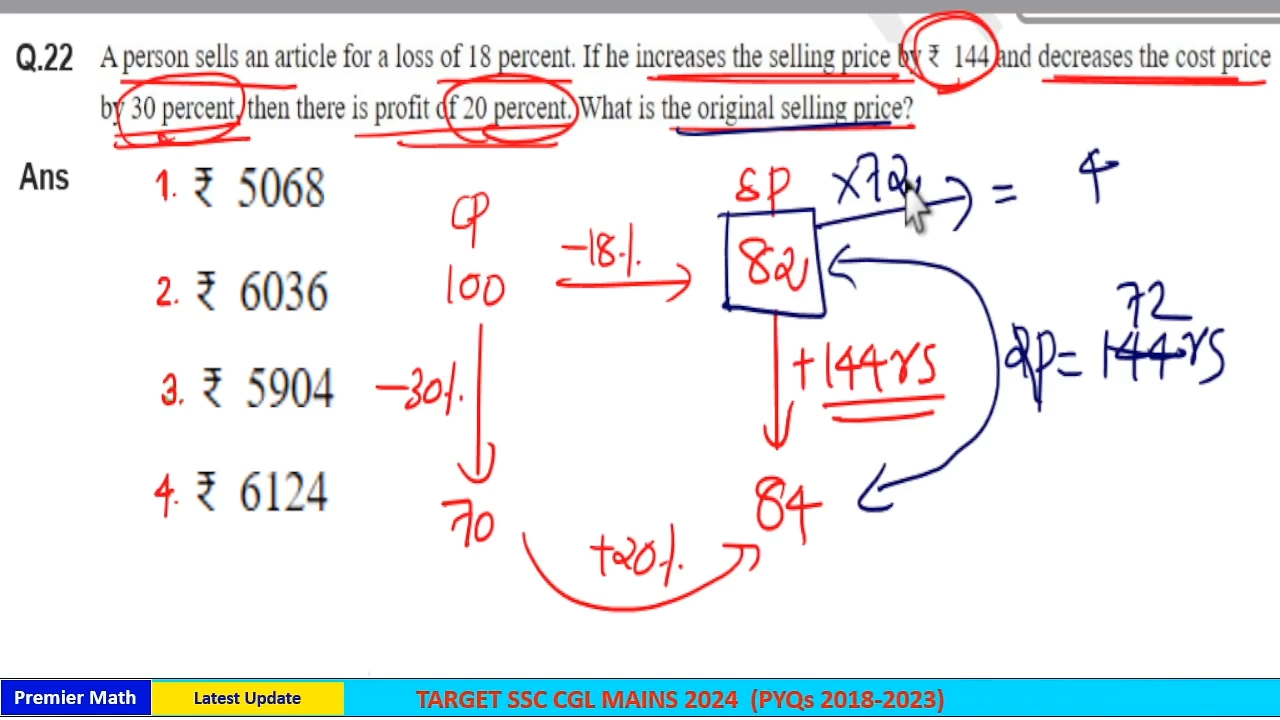 Q.22 A person sells an article for a loss of 18 percent. If he increases the selling price by ₹ 144 and decreases the cost price
by 30 percent, then there is profit of 20 percent. What is the original selling price?
Ans
1. ₹ 5068
2. ₹ 6036
3. ₹ 5904
4. ₹ 6124
CP
100
-18%
SP
82
×72
= 4
-30%
+144rs
2P = 144rs
72
70
+20%
84
Premier Math
Latest Update
TARGET SSC CGL MAINS 2024 (PYQs 2018-2023)